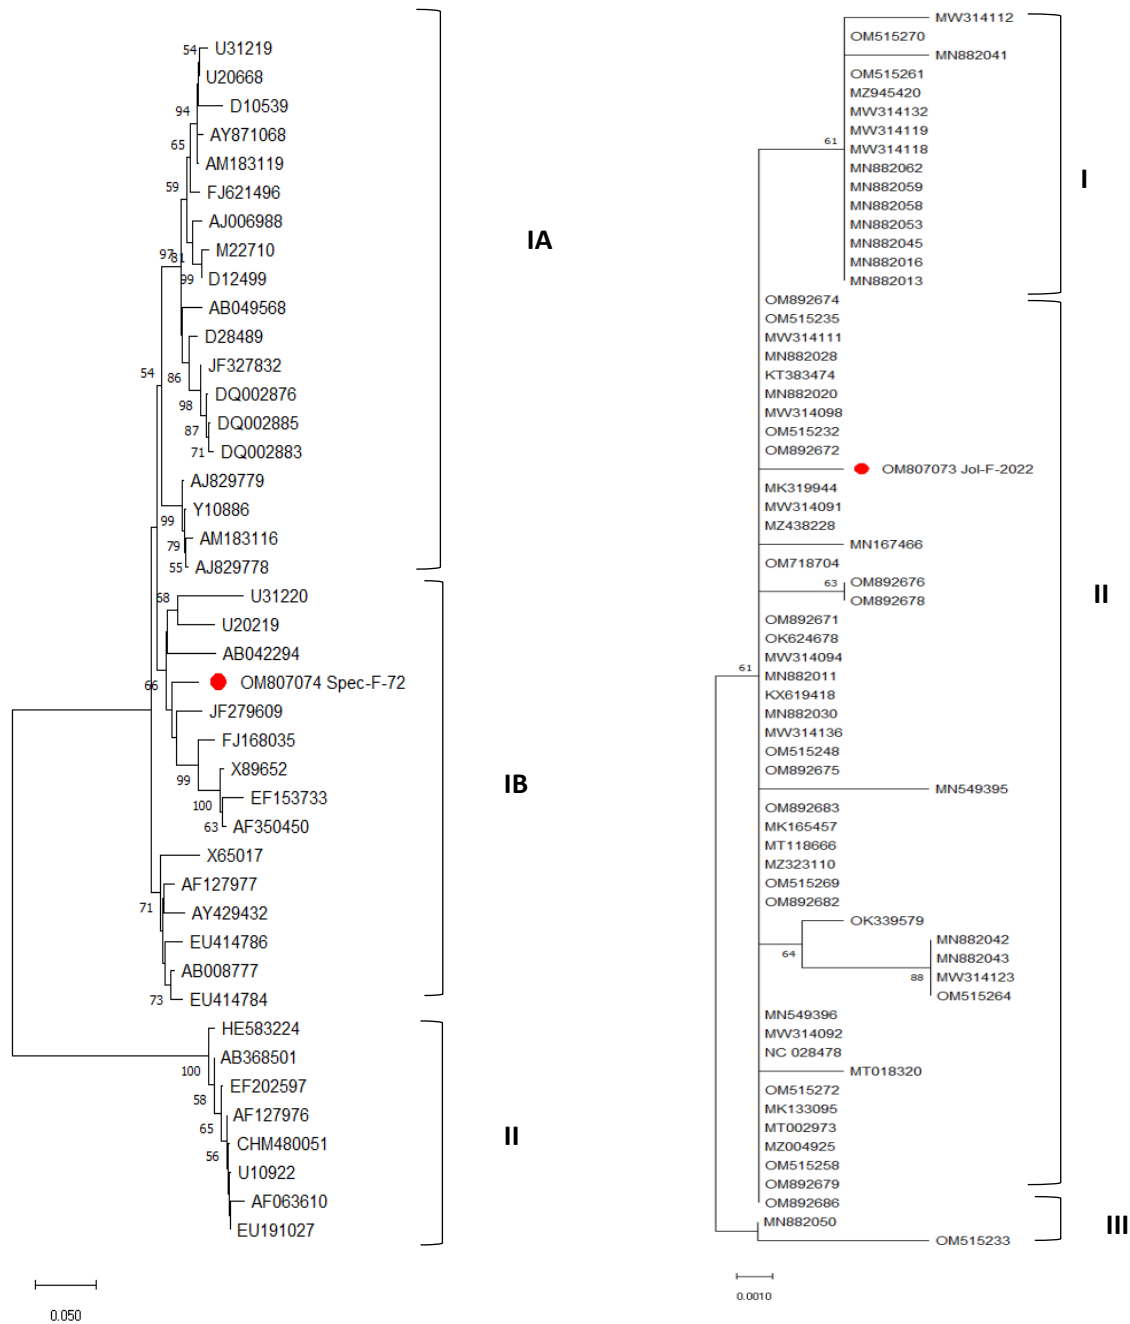 54
U31219
U20668
D10539
94
AY871068
65
AM183119
59
FJ621496
AJ006988
97
81
M22710
99
D12499
AB049568
D28489
54
86
JF327832
98
DQ002876
87
DQ002885
71
DQ002883
AJ829779
99
Y10886
79
AM183116
55
AJ829778
IA
68
U31220
U20219
AB042294
66
OM807074 Spec-F-72
JF279609
FJ168035
99
X89652
100
EF153733
63
AF350450
X65017
AF127977
71
AY429432
EU414786
AB008777
73
EU414784
IB
HE583224
100
AB368501
58
EF202597
65
AF127976
56
CHM480051
U10922
AF063610
EU191027
II
0.050
MW314112
OM515270
MN882041
OM515261
MZ945420
MW314132
MW314119
61
MW314118
MN882062
MN882059
MN882058
MN882053
MN882045
MN882016
MN882013
I
OM892674
OM515235
MW314111
MN882028
KT383474
MN882020
MW314098
OM515232
OM892672
OM807073 Jol-F-2022
MK319944
MW314091
MZ438228
MN167466
OM718704
63
OM892676
OM892678
OM892671
OK624678
MW314094
61
MN882011
KX619418
MN882030
MW314136
OM515248
OM892675
MN549395
OM892683
MK165457
MT118666
MZ323110
OM515269
OM892682
OK339579
64
MN882042
MN882043
88
MW314123
OM515264
MN549396
MW314092
NC 028478
MT018320
OM515272
MK133095
MT002973
MZ004925
OM515258
OM892679
OM892686
II
MN882050
OM515233
III
0.0010